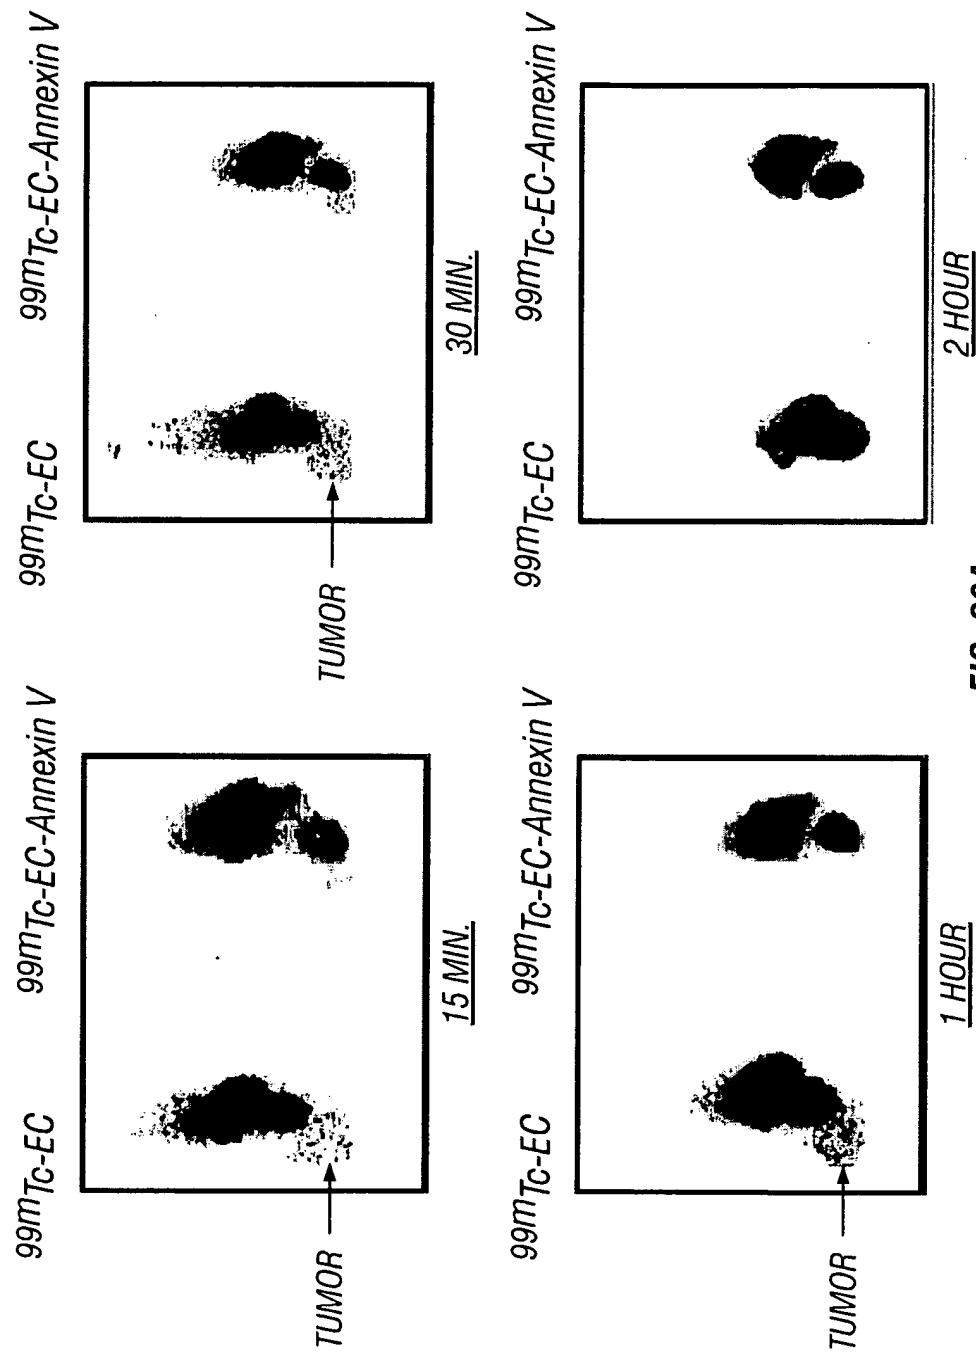 99mTc-EC 99mTc-EC-Annexin V
99mTc-EC 99mTc-EC-Annexin V
TUMOR
TUMOR
15 MIN.
30 MIN.
99mTc-EC 99mTc-EC-Annexin V
99mTc-EC 99mTc-EC-Annexin V
TUMOR
1 HOUR
2 HOUR
FIG.